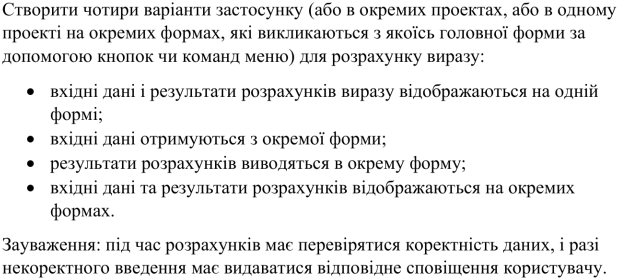 Створити чотири варіанти застосунку (або в окремих проектах, або в одному
проекті на окремих формах, які викликаються з якоїсь головної форми за
допомогою кнопок чи команд меню) для розрахунку виразу:
• вхідні дані і результати розрахунків виразу відображаються на одній
формі;
• вхідні дані отримуються з окремої форми;
• результати розрахунків виводяться в окрему форму;
• вхідні дані та результати розрахунків відображаються на окремих
формах.
Зауваження: під час розрахунків має перевірятися коректність даних, і разі
некоректного введення має видаватися відповідне сповіщення користувачу.